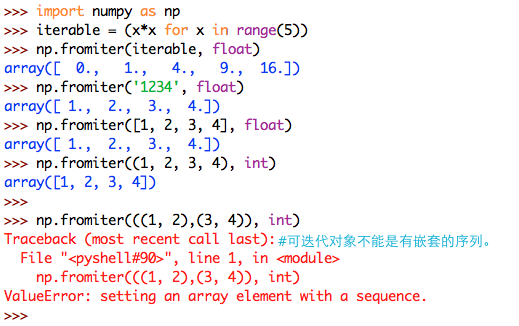 >>> import numpy as np
>>> iterable = (x*x for x in range(5))
>>> np.fromiter(iterable, float)
array([  0.,   1.,   4.,   9.,  16.])
>>> np.fromiter('1234', float)
array([ 1.,  2.,  3.,  4.])
>>> np.fromiter([1, 2, 3, 4], float)
array([ 1.,  2.,  3.,  4.])
>>> np.fromiter((1, 2, 3, 4), int)
array([1, 2, 3, 4])
>>>
>>> np.fromiter(((1, 2),(3, 4)), int)
Traceback (most recent call last): #可迭代对象不能是有嵌套的序列。
  File "<pyshell#90>", line 1, in <module>
    np.fromiter(((1, 2),(3, 4)), int)
ValueError: setting an array element with a sequence.
>>>